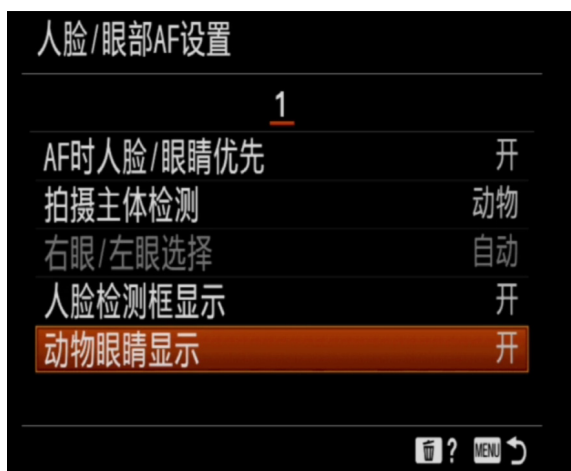 人脸/眼部AF设置
1
AF时人脸/眼睛优先 开
拍摄主体检测 动物
右眼/左眼选择 自动
人脸检测框显示 开
动物眼睛显示 开
? MENU